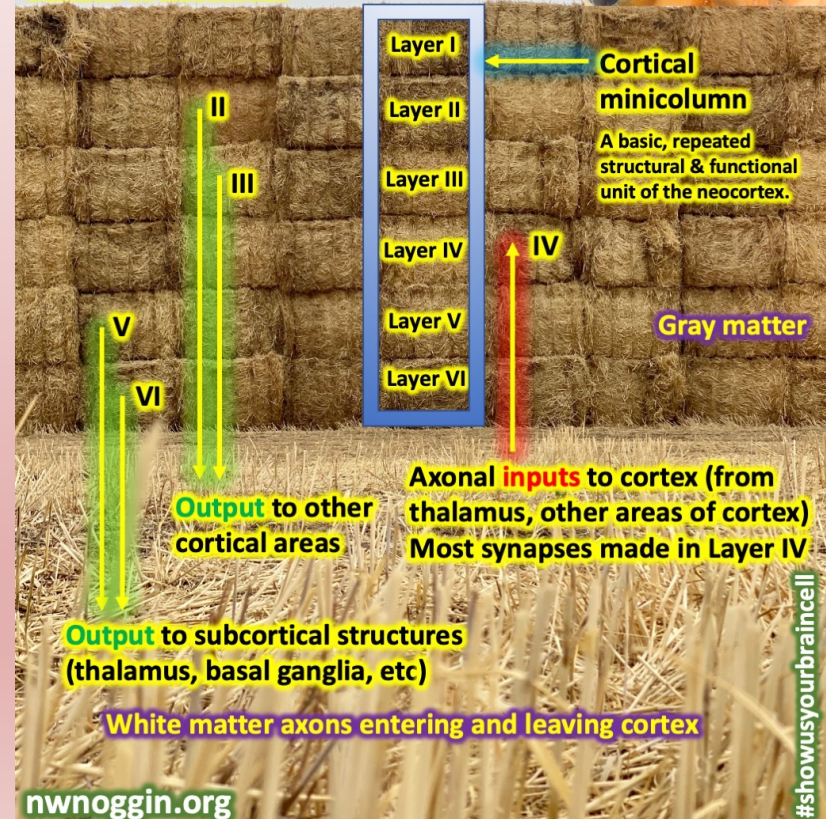 Layer I
Layer II
Layer III
Layer IV
Layer V
Layer VI
Cortical
minicolumn
A basic, repeated
structural & functional
unit of the neocortex.
II
III
IV
V
VI
Gray matter
Axonal inputs to cortex (from
thalamus, other areas of cortex)
Most synapses made in Layer IV
Output to other
cortical areas
Output to subcortical structures
(thalamus, basal ganglia, etc)
White matter axons entering and leaving cortex
nwnoggin.org
#showusyourbraincell